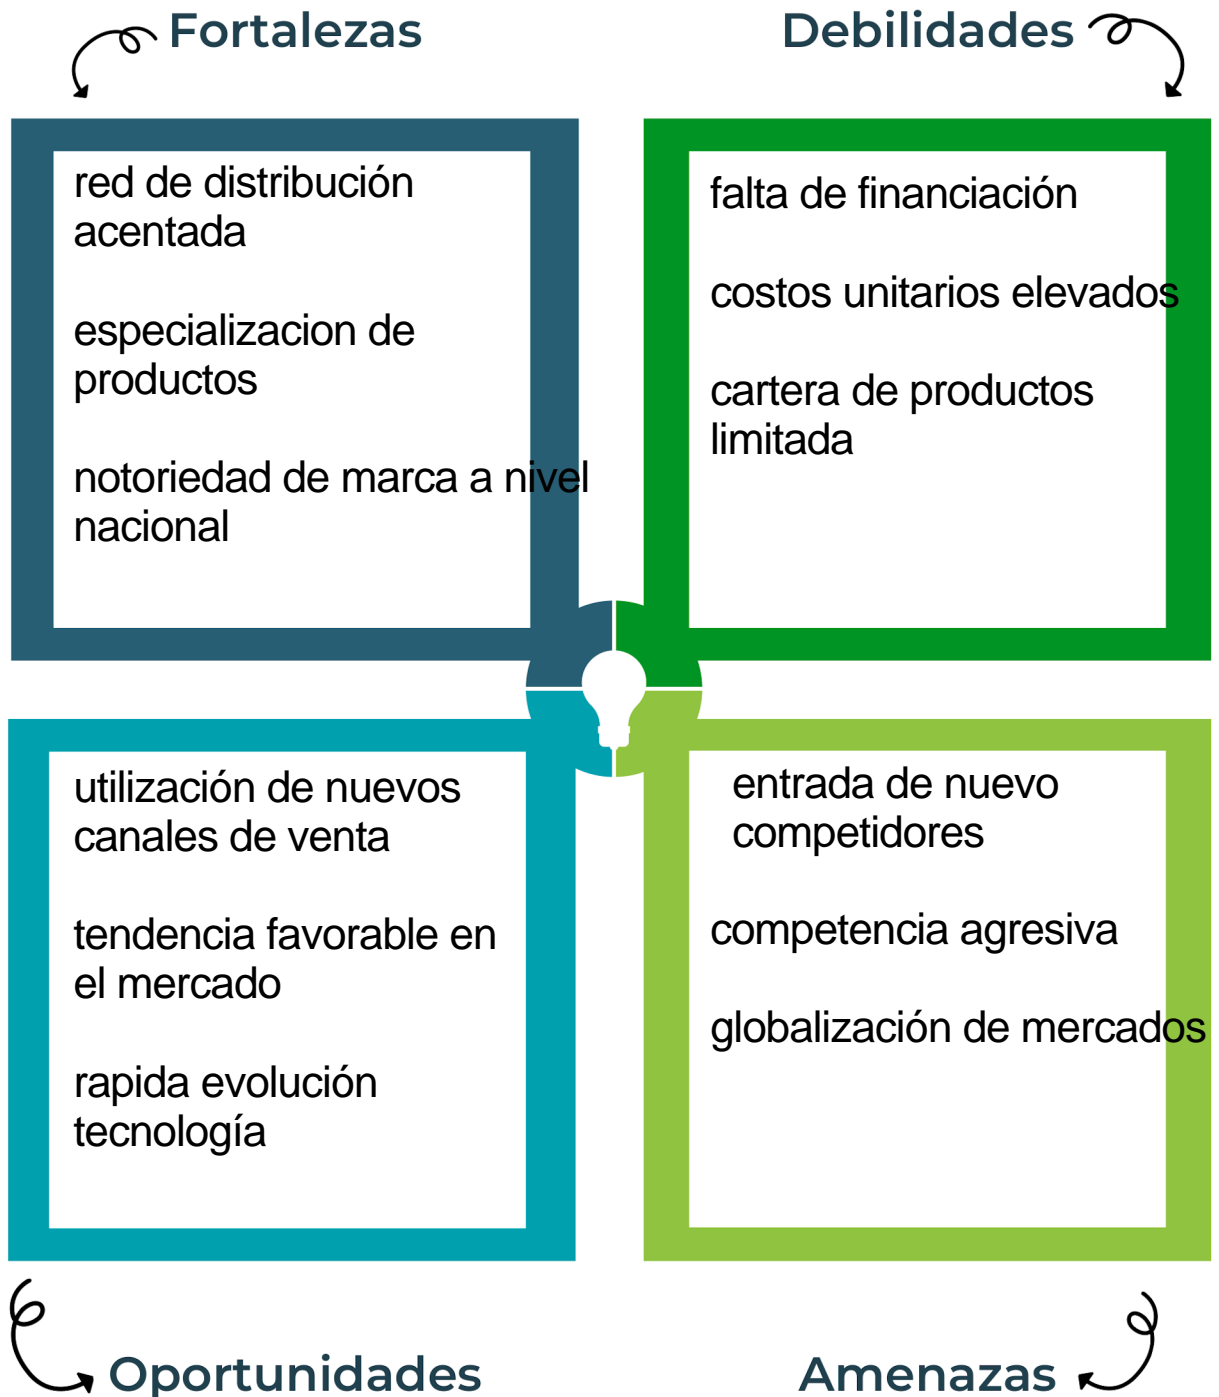 Fortalezas
red de distribución
acentada
especializacion de
productos
notoriedad de marca a nivel
nacional
Debilidades
falta de financiación
costos unitarios elevados
cartera de productos
limitada
utilización de nuevos
canales de venta
tendencia favorable en
el mercado
rapida evolución
tecnología
Oportunidades
entrada de nuevo
competidores
competencia agresiva
globalización de mercados
Amenazas